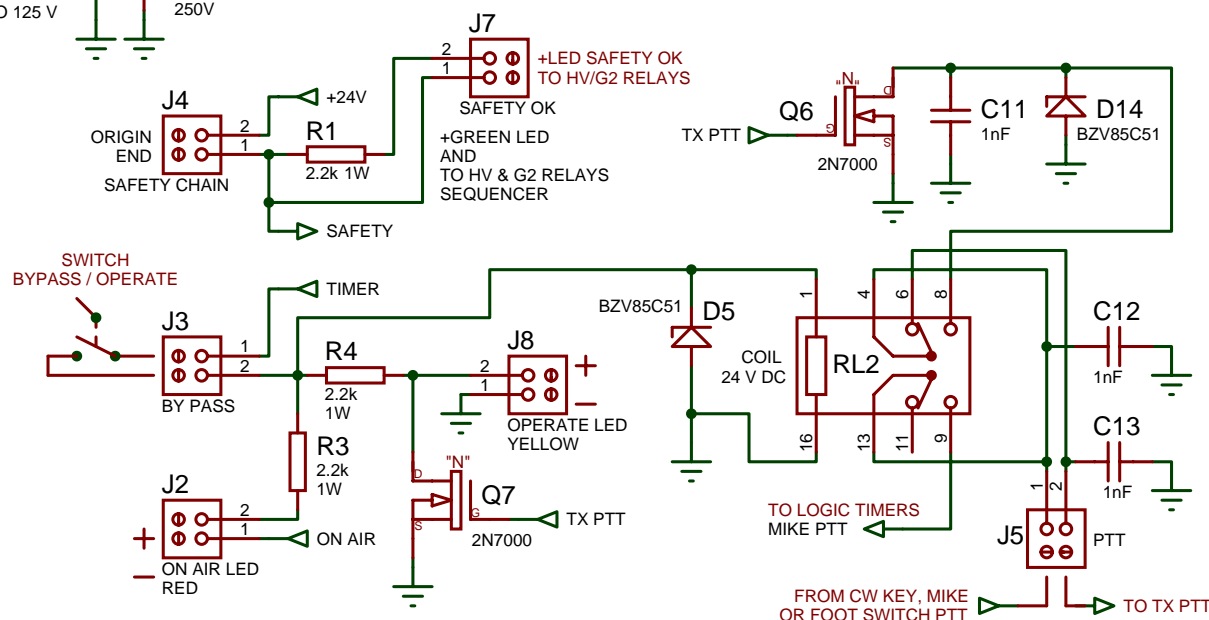 O 125 V
250V
J7
2
1
+LED SAFETY OK
TO HV/G2 RELAYS
SAFETY OK
+GREEN LED
AND
TO HV & G2 RELAYS
SEQUENCER
J4
+24V
ORIGIN
END
2
1
R1
2.2k 1W
SAFETY CHAIN
SAFETY
"N"
Q6
D
G
S
TX PTT
2N7000
C11
1nF
D14
BZV85C51
SWITCH
BYPASS / OPERATE
TIMER
J3
1
2
BY PASS
R4
2.2k
1W
J8
2
1
+
−
OPERATE LED
YELLOW
R3
2.2k
1W
J2
2
1
+
−
ON AIR
ON AIR LED
RED
"N"
D
G
S
Q7
TX PTT
2N7000
BZV85C51
D5
1
4
6
8
COIL
24 V DC
RL2
16
13
11
9
C12
1nF
C13
1nF
TO LOGIC TIMERS
MIKE PTT
1
2
J5
PTT
FROM CW KEY, MIKE
OR FOOT SWITCH PTT
TO TX PTT